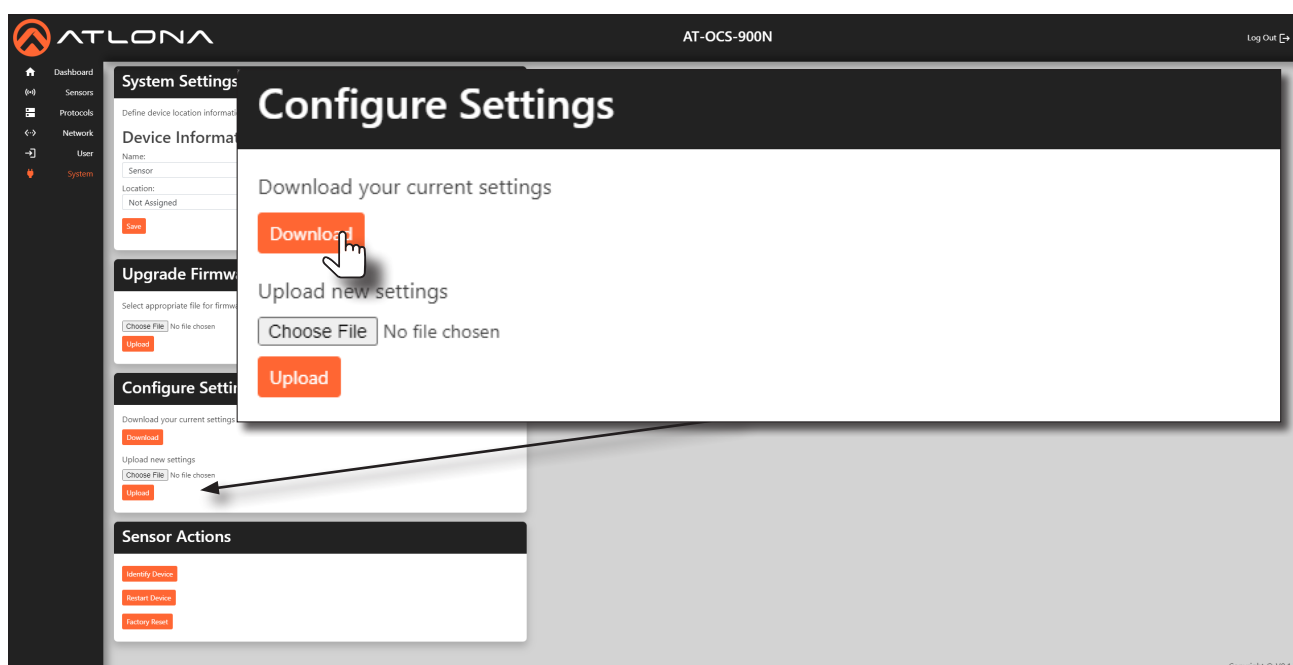 ATLONA
AT-OCS-900N
Log Out
Dashboard
Sensors
Protocols
Network
User
System
System Settings
Define device location informati
Device Informa
Name:
Sensor
Location:
Not Assigned
Save
Upgrade Firmw
Select appropriate file for firmw
Choose File No file chosen
Upload
Configure Settin
Download your current settings
Download
Upload new settings
Choose File No file chosen
Upload
Sensor Actions
Identify Device
Restart Device
Factory Reset
Configure Settings
Download your current settings
Download
Upload new settings
Choose File No file chosen
Upload